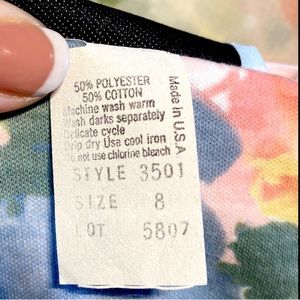 50% POLYESTER
50% COTTON
Machine wash warm
Wash darks separately
Delicate cycle
Drip dry Use cool iron
Do not use chlorine bleach
Made In U.S.A
STYLE 3501
SIZE 8
LOT 5807